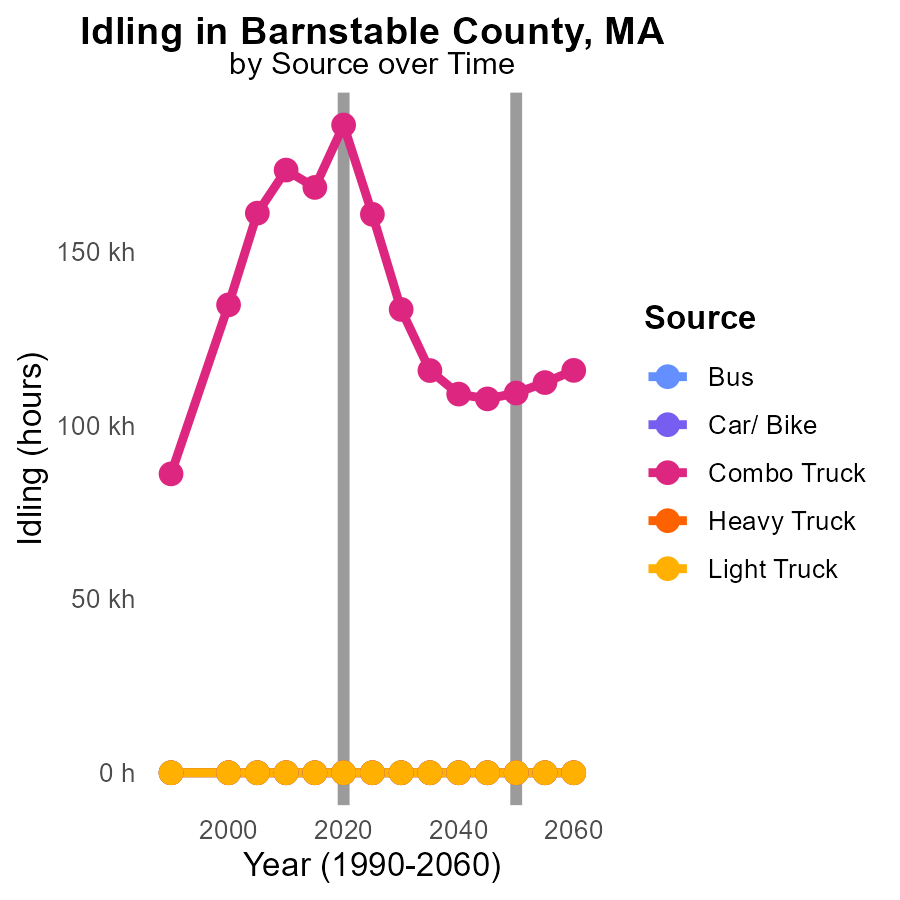 Idling in Barnstable County, MA
by Source over Time
Idling (hours)
150 kh
100 kh
50 kh
0 h
2000 2020 2040 2060
Year (1990-2060)
Source
Bus
Car/ Bike
Combo Truck
Heavy Truck
Light Truck